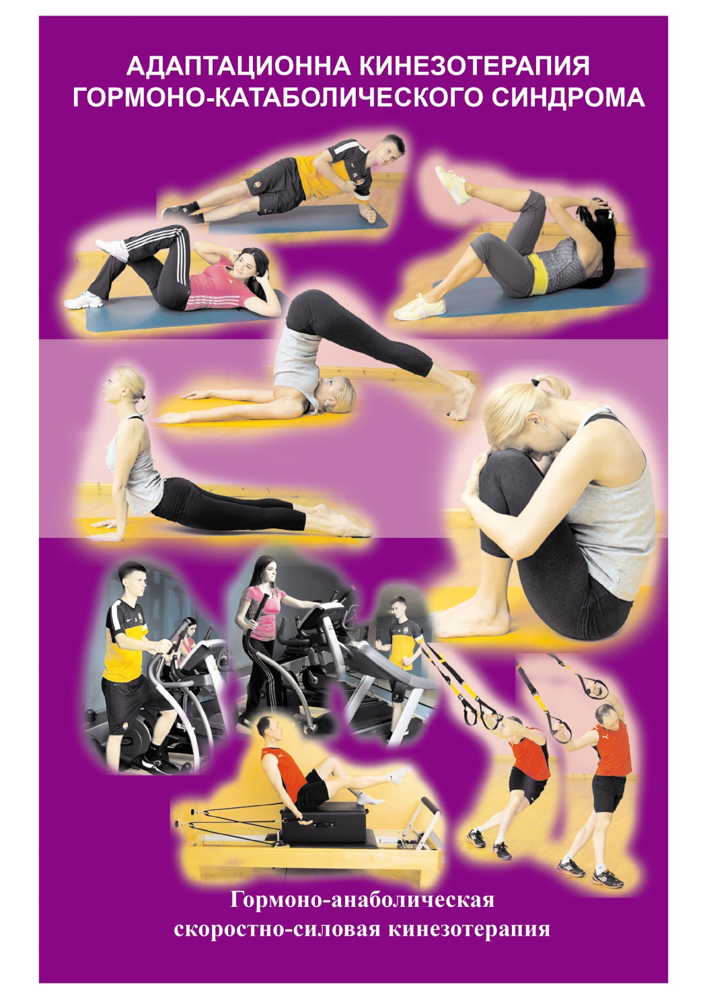 АДАПТАЦИОННА КИНЕЗОТЕРАПИЯ
ГОРМОНО-КАТАБОЛИЧЕСКОГО СИНДРОМА
Гормоно-анаболическая
скоростно-силовая кинезотерапия